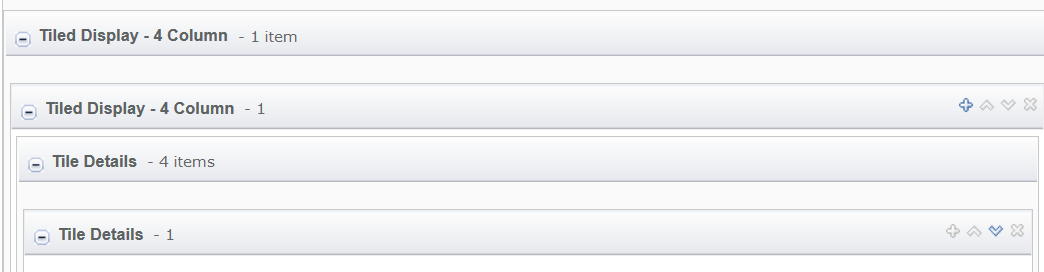 Tiled Display - 4 Column - 1 item
Tiled Display - 4 Column - 1
Tile Details - 4 items
Tile Details - 1